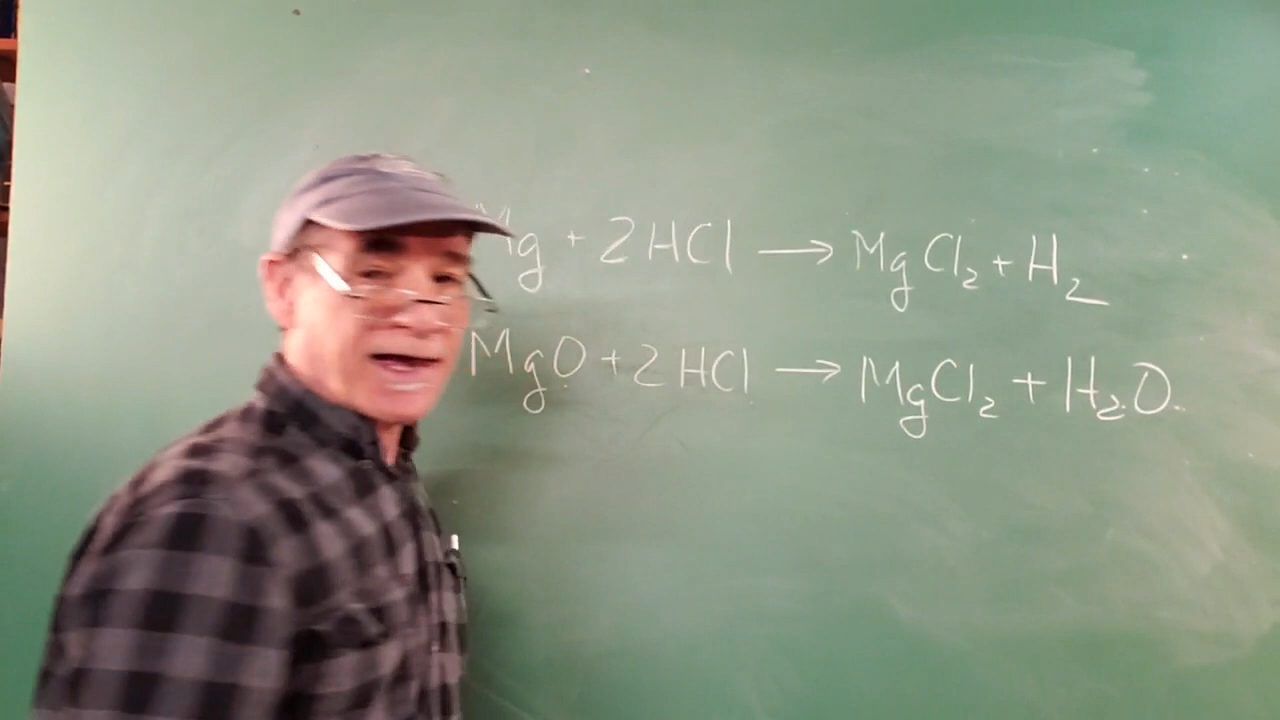 Mg + 2HCl → MgCl₂ + H₂
MgO + 2HCl → MgCl₂ + H₂O